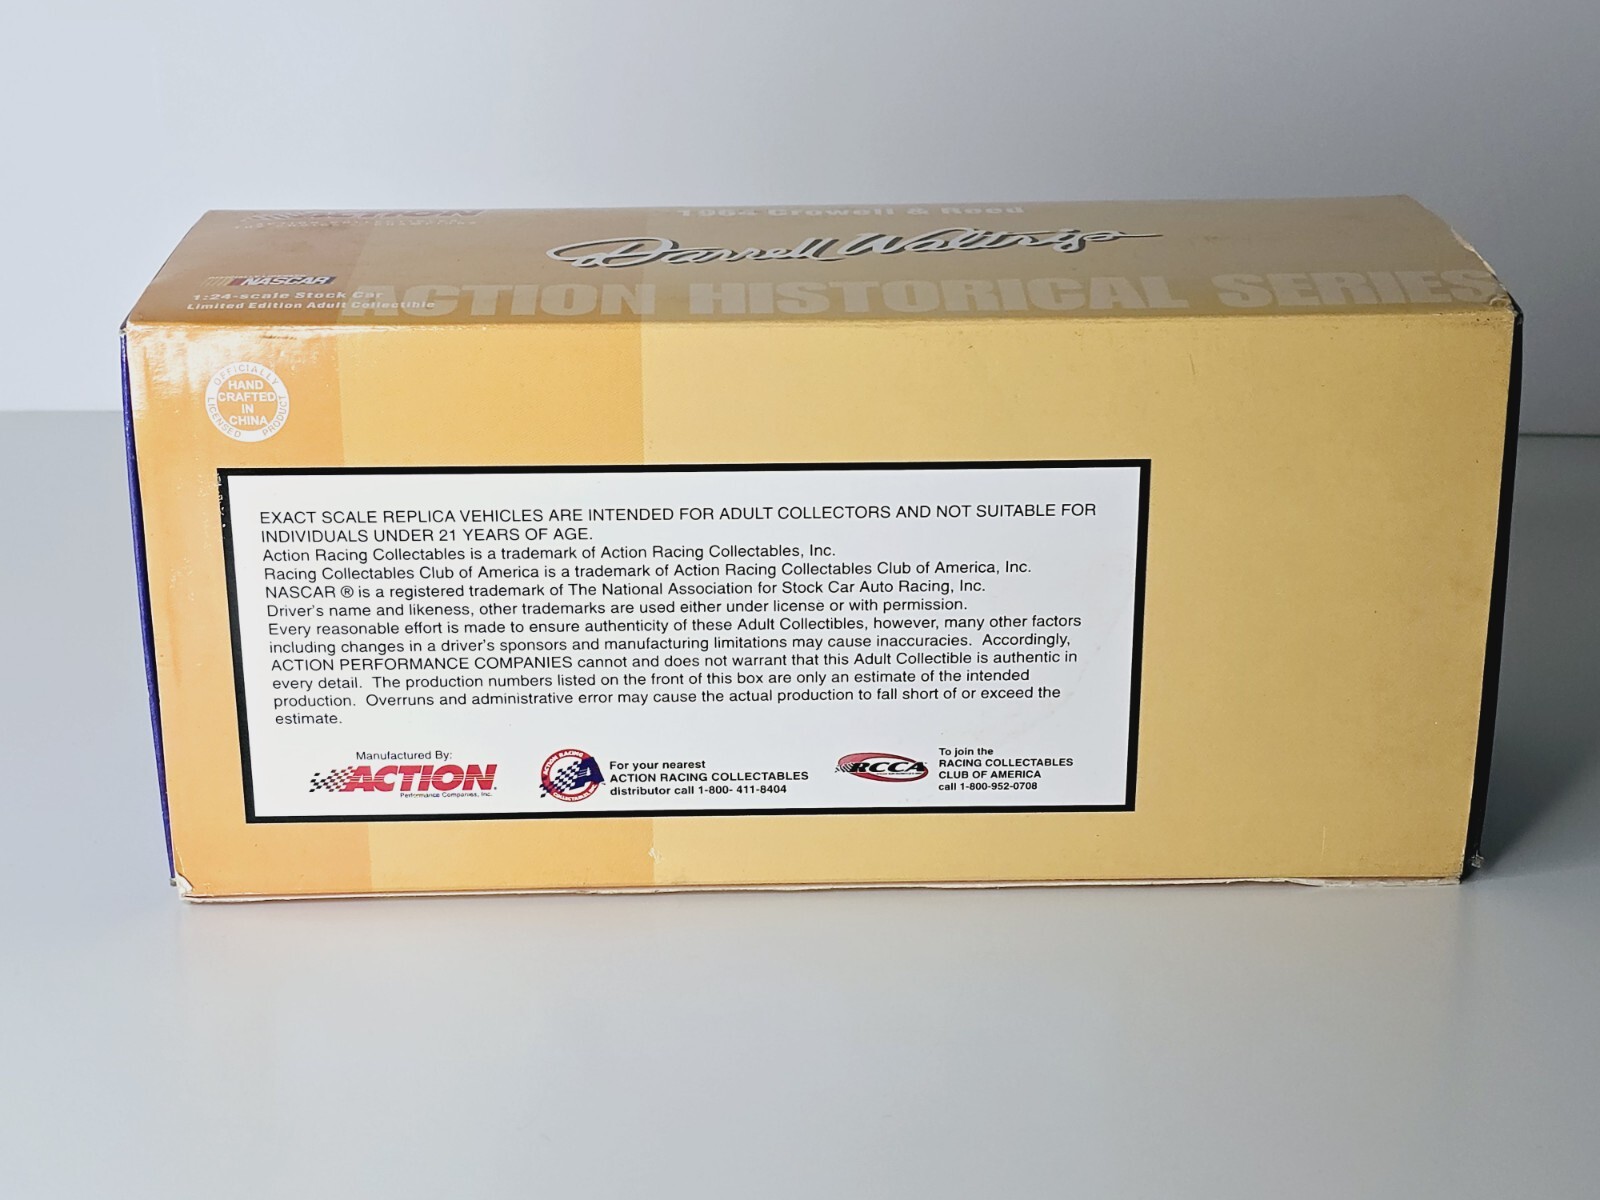 ACTION
1964 Crowell & Reed
Darrell Waltrip
NASCAR
1:24-scale Stock Car
Limited Edition Adult Collectible
ACTION HISTORICAL SERIES
OFFICIALLY
LICENSED PRODUCT
HAND
CRAFTED
IN
CHINA
EXACT SCALE REPLICA VEHICLES ARE INTENDED FOR ADULT COLLECTORS AND NOT SUITABLE FOR
INDIVIDUALS UNDER 21 YEARS OF AGE.
Action Racing Collectables is a trademark of Action Racing Collectables, Inc.
Racing Collectables Club of America is a trademark of Action Racing Collectables Club of America, Inc.
NASCAR ® is a registered trademark of The National Association for Stock Car Auto Racing, Inc.
Driver's name and likeness, other trademarks are used either under license or with permission.
Every reasonable effort is made to ensure authenticity of these Adult Collectibles, however, many other factors
including changes in a driver's sponsors and manufacturing limitations may cause inaccuracies. Accordingly,
ACTION PERFORMANCE COMPANIES cannot and does not warrant that this Adult Collectible is authentic in
every detail. The production numbers listed on the front of this box are only an estimate of the intended
production. Overruns and administrative error may cause the actual production to fall short of or exceed the
estimate.
Manufactured By:
ACTION
Performance Companies, Inc.
ACTION RACING
COLLECTABLES
For your nearest
ACTION RACING COLLECTABLES
distributor call 1-800- 411-8404
RCCA
To join the
RACING COLLECTABLES
CLUB OF AMERICA
call 1-800-952-0708